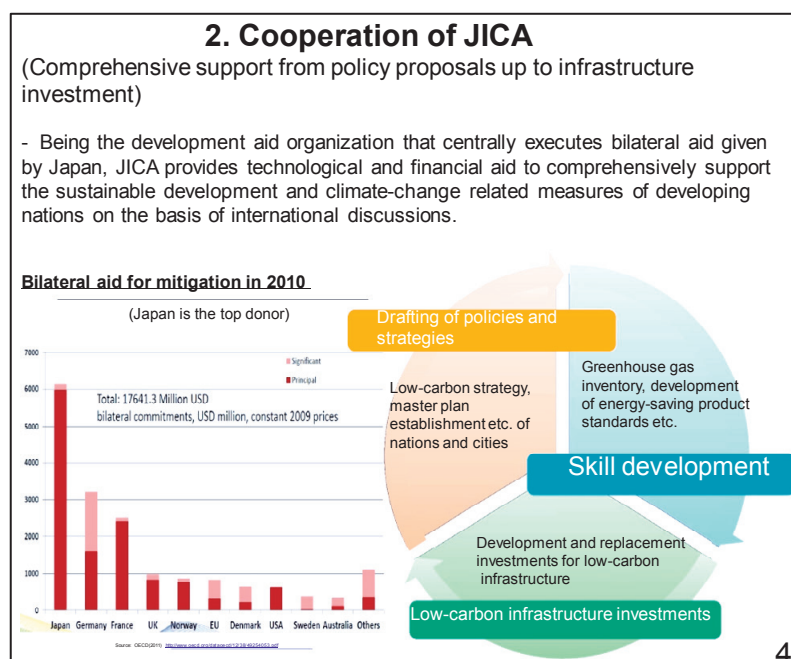 2. Cooperation of JICA
(Comprehensive support from policy proposals up to infrastructure
investment)
- Being the development aid organization that centrally executes bilateral aid given
by Japan, JICA provides technological and financial aid to comprehensively support
the sustainable development and climate-change related measures of developing
nations on the basis of international discussions.
Bilateral aid for mitigation in 2010
(Japan is the top donor)
7000
6000
5000
4000
3000
2000
1000
0
Significant
Principal
Total: 17641.3 Million USD
bilateral commitments, USD million, constant 2009 prices
Japan Germany France UK Norway EU Denmark USA Sweden Australia Others
Source: OECD(2011)
Drafting of policies and
strategies
Low-carbon strategy,
master plan
establishment etc. of
nations and cities
Greenhouse gas
inventory, development
of energy-saving product
standards etc.
Skill development
Development and replacement
investments for low-carbon
infrastructure
Low-carbon infrastructure investments
4